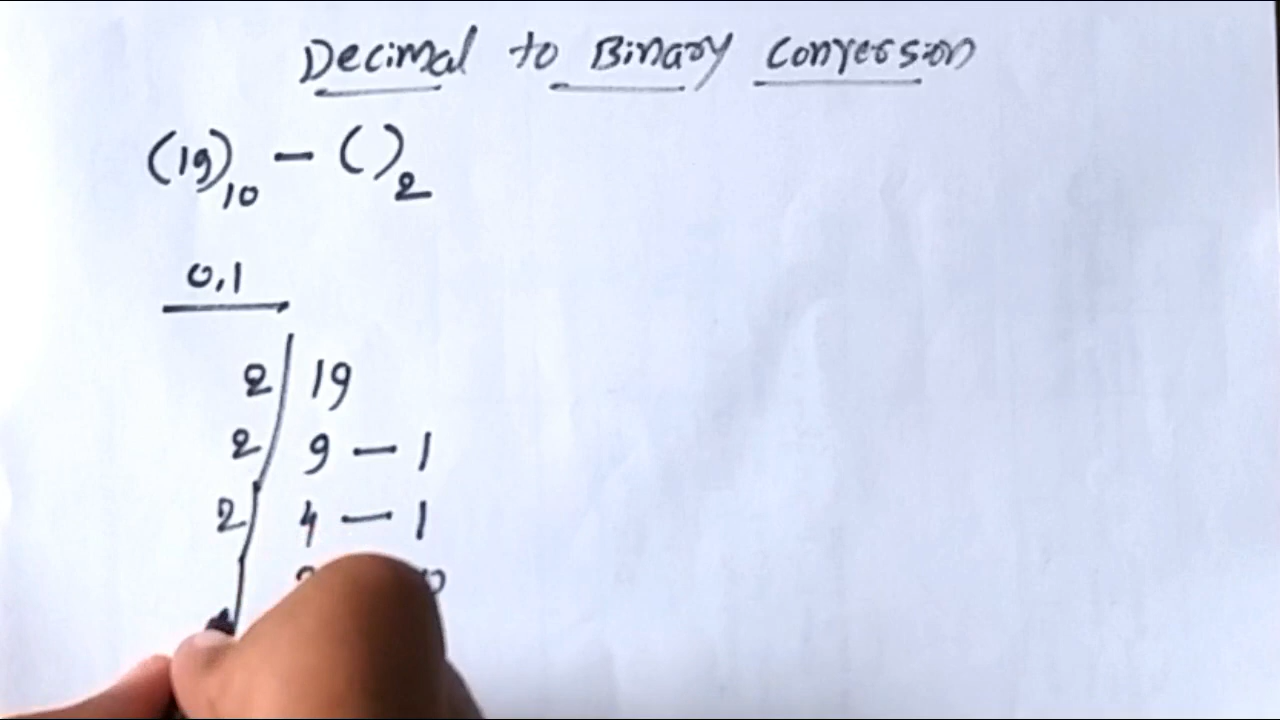 Decimal to Binary Conversion
(19)10 - ( )2
0,1
2 | 19
2 | 9 - 1
2 | 4 - 1